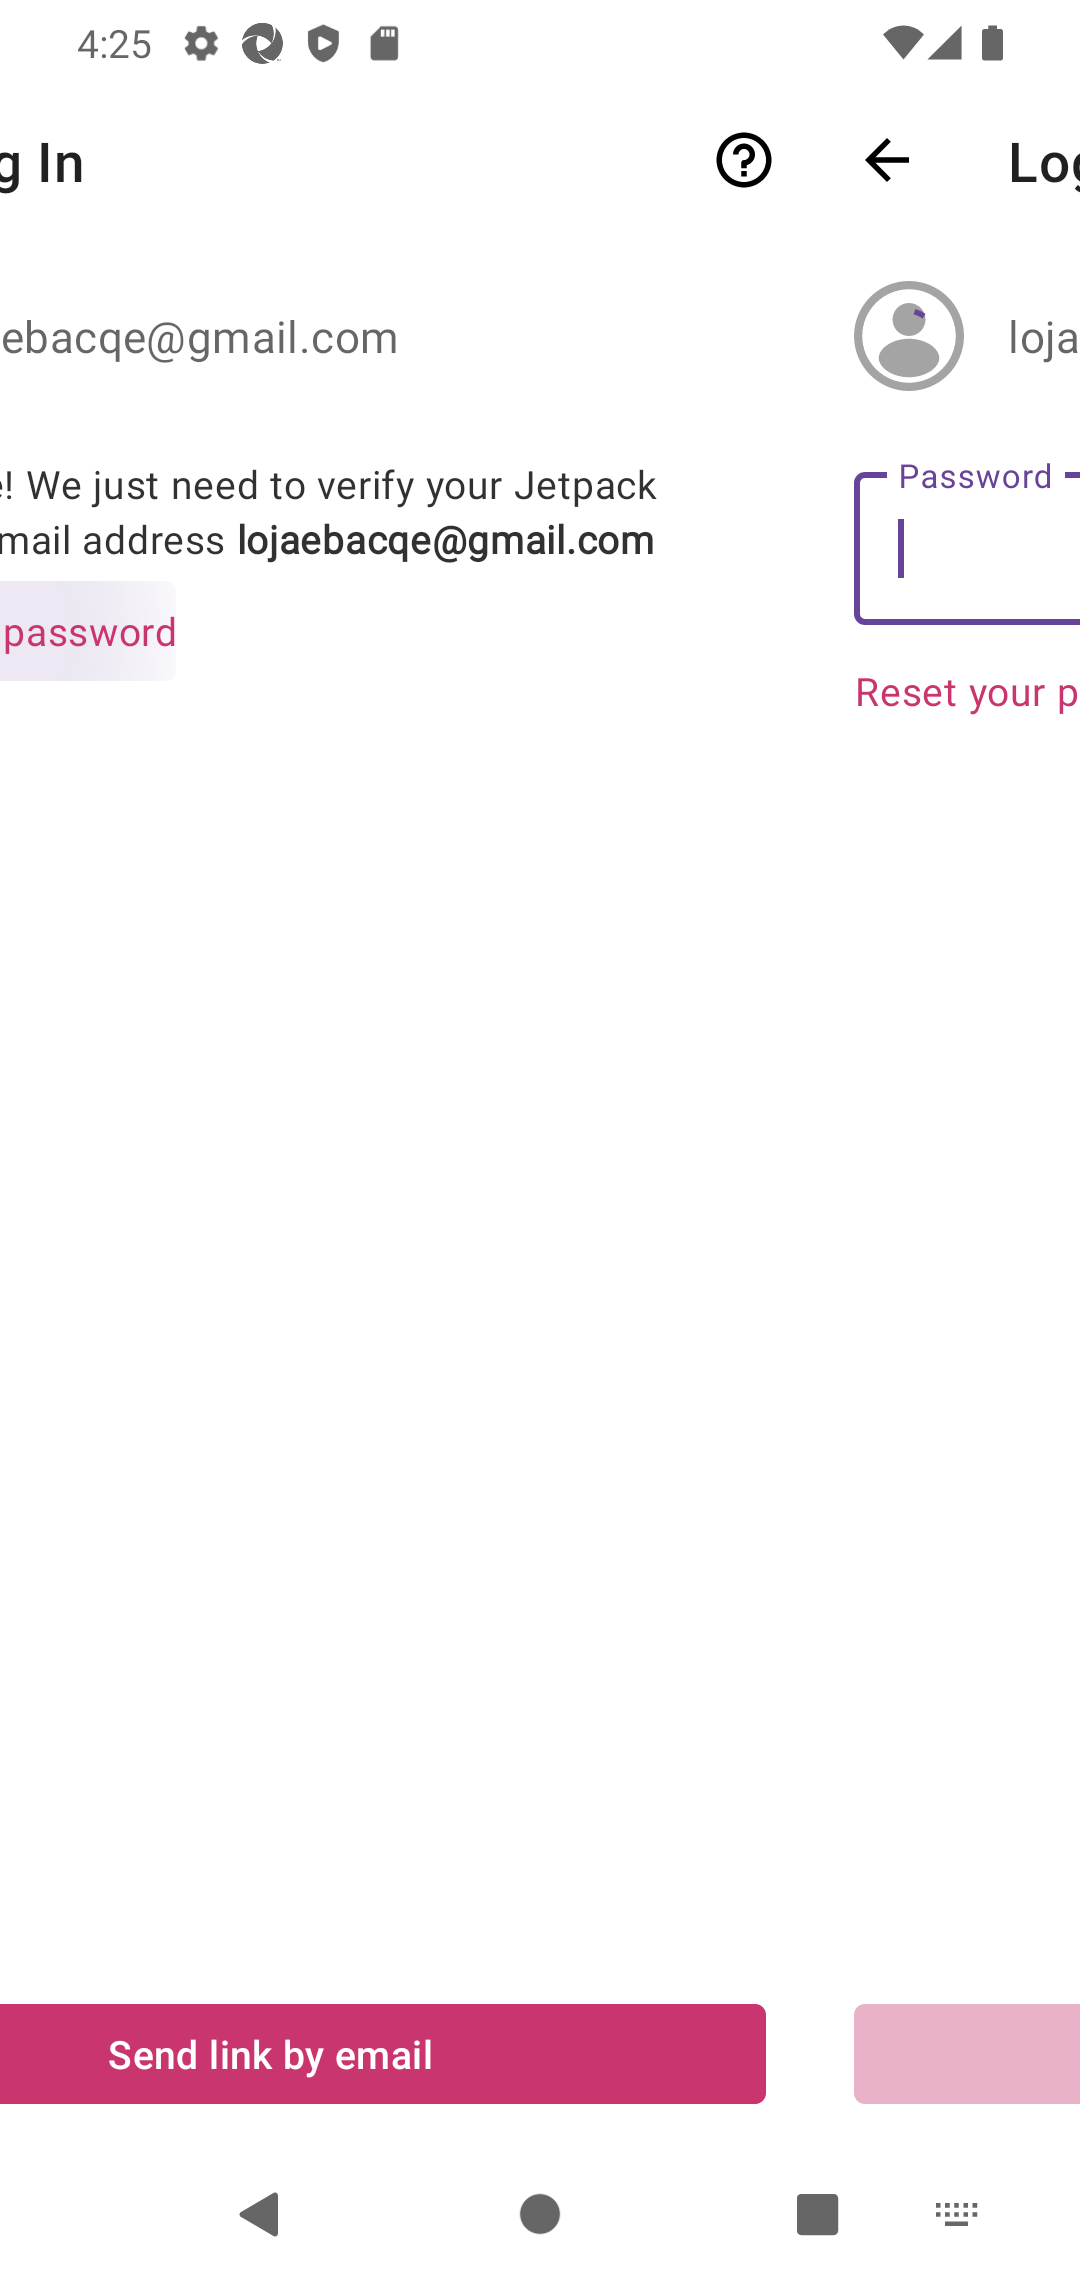 4:25
g In
Log
ebacqe@gmail.com
loja
e! We just need to verify your Jetpack
mail address lojaebacqe@gmail.com
password
Password
Reset your p
Send link by email